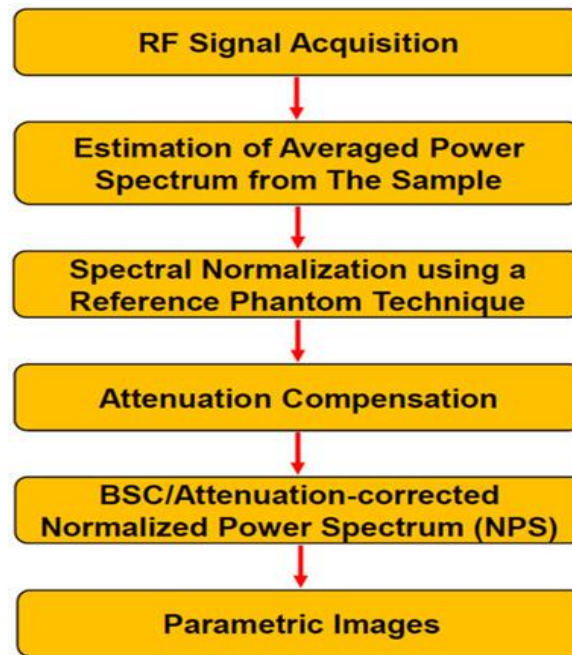 RF Signal Acquisition
Estimation of Averaged Power
Spectrum from The Sample
Spectral Normalization using a
Reference Phantom Technique
Attenuation Compensation
BSC/Attenuation-corrected
Normalized Power Spectrum (NPS)
Parametric Images